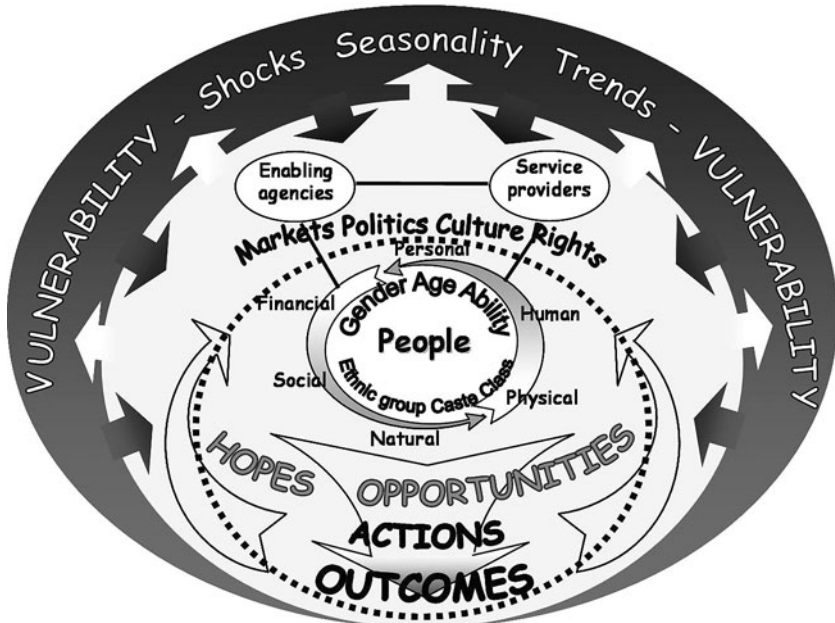 VULNERABILITY - Shocks Seasonality Trends - VULNERABILITY
Enabling
agencies
Service
providers
Markets Politics Culture Rights
Personal
Financial
Human
Gender Age Ability
People
Ethnic group Caste Class
Social
Physical
Natural
HOPES OPPORTUNITIES
ACTIONS
OUTCOMES